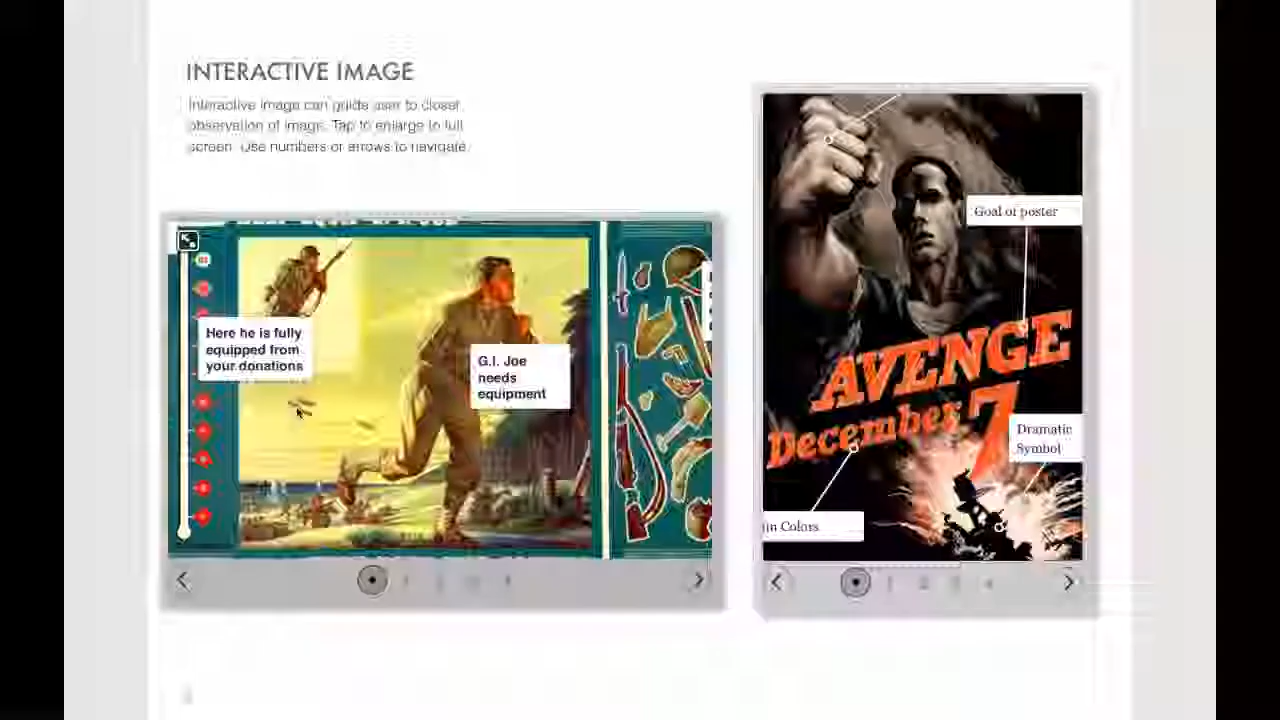 INTERACTIVE IMAGE
Interactive image can guide user to closer
observation of image. Tap to enlarge to full
screen. Use numbers or arrows to navigate.
Here he is fully
equipped from
your donations
G.I. Joe
needs
equipment
Goal of poster
AVENGE
December 7
Dramatic
Symbol
in Colors